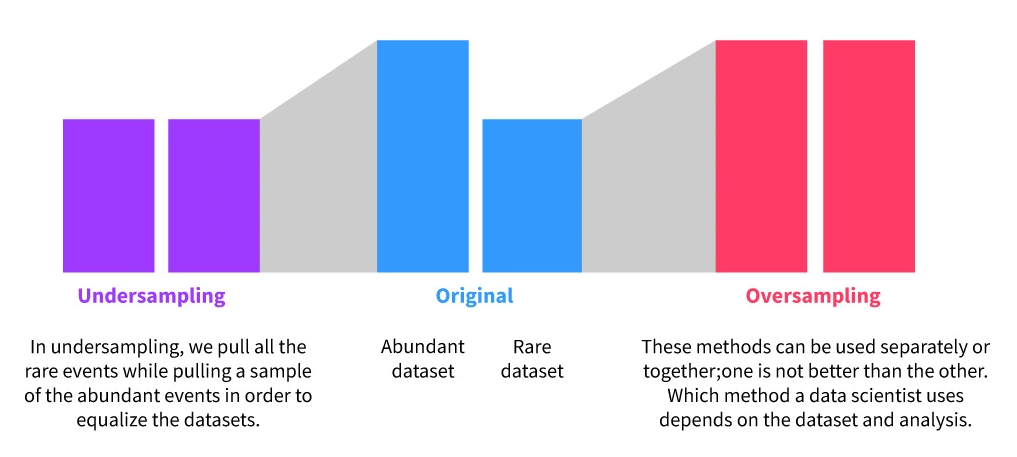 Undersampling
Original
Oversampling
In undersampling, we pull all the
rare events while pulling a sample
of the abundant events in order to
equalize the datasets.
Abundant
dataset
Rare
dataset
These methods can be used separately or
together;one is not better than the other.
Which method a data scientist uses
depends on the dataset and analysis.